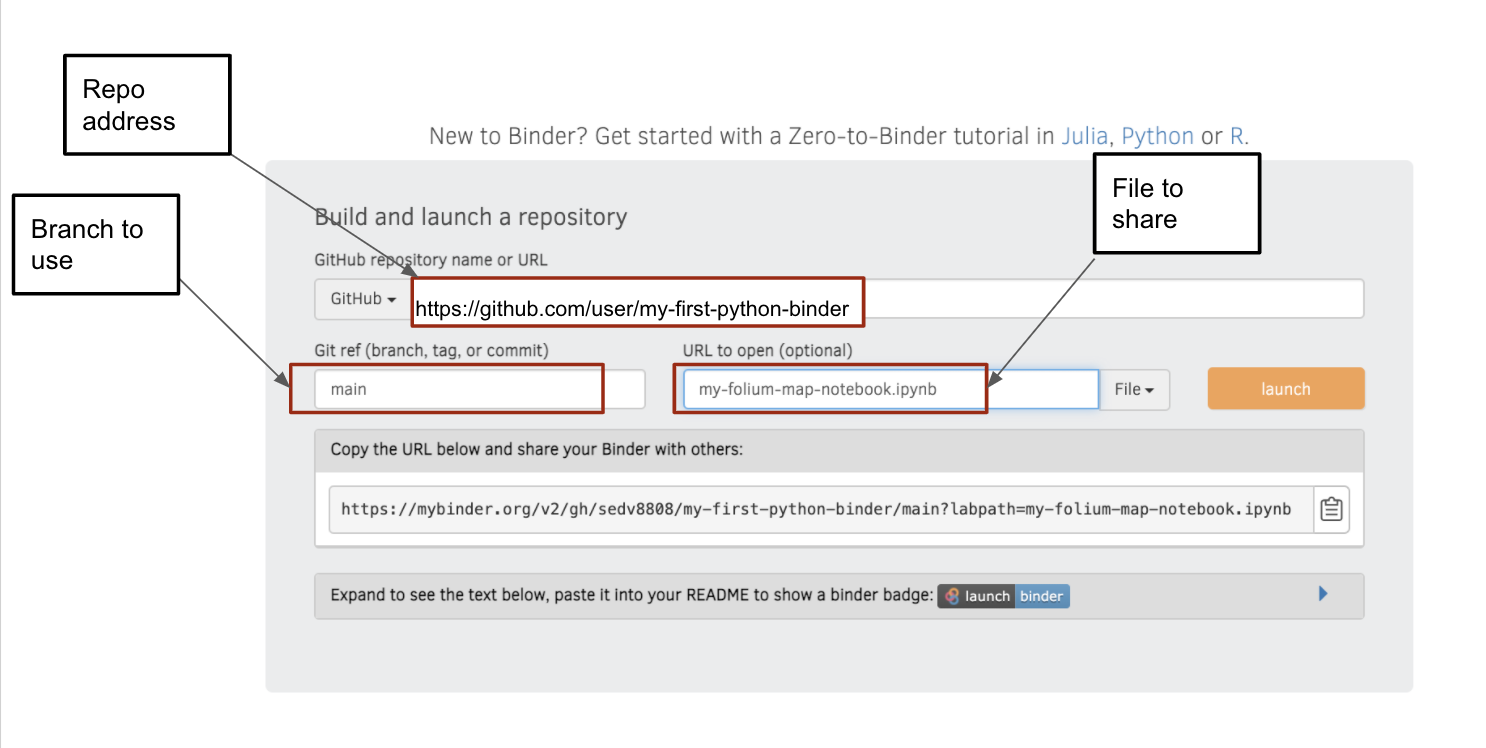 Repo
address
New to Binder? Get started with a Zero-to-Binder tutorial in Julia, Python or R.
Branch to
use
File to
share
Build and launch a repository
GitHub repository name or URL
GitHub
https://github.com/user/my-first-python-binder
Git ref (branch, tag, or commit)
URL to open (optional)
main
my-folium-map-notebook.ipynb
File
launch
Copy the URL below and share your Binder with others:
https://mybinder.org/v2/gh/sedv8808/my-first-python-binder/main?labpath=my-folium-map-notebook.ipynb
Expand to see the text below, paste it into your README to show a binder badge: launch binder